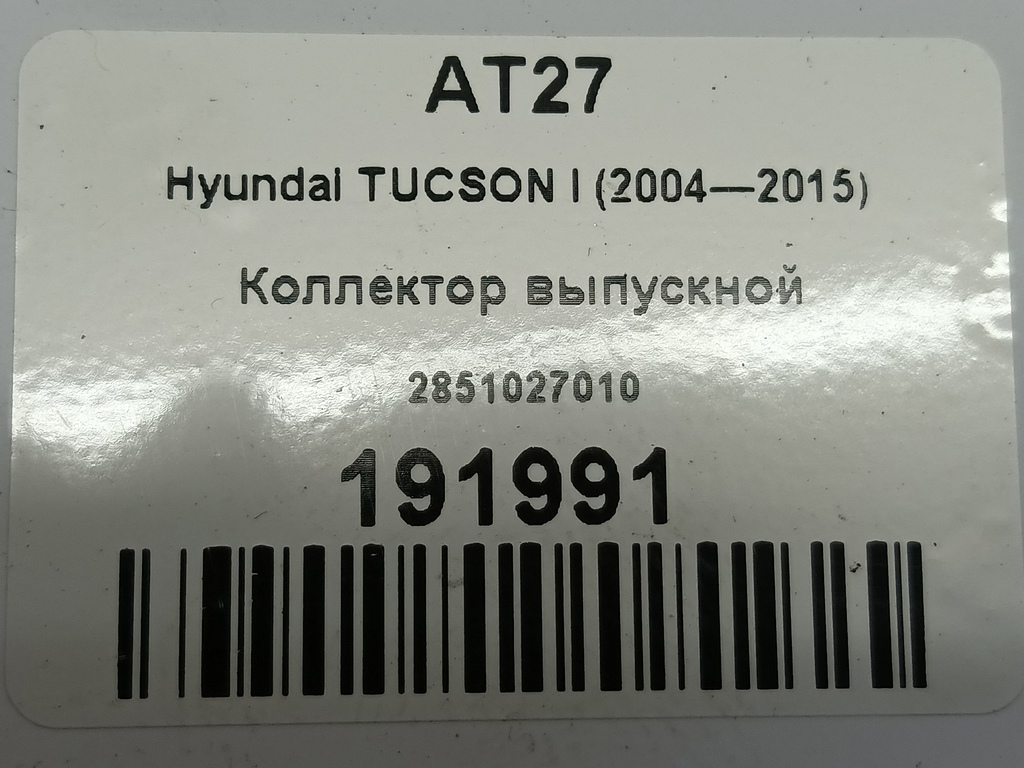 AT27
Hyundai TUCSON I (2004—2015)
Коллектор выпускной
2851027010
191991